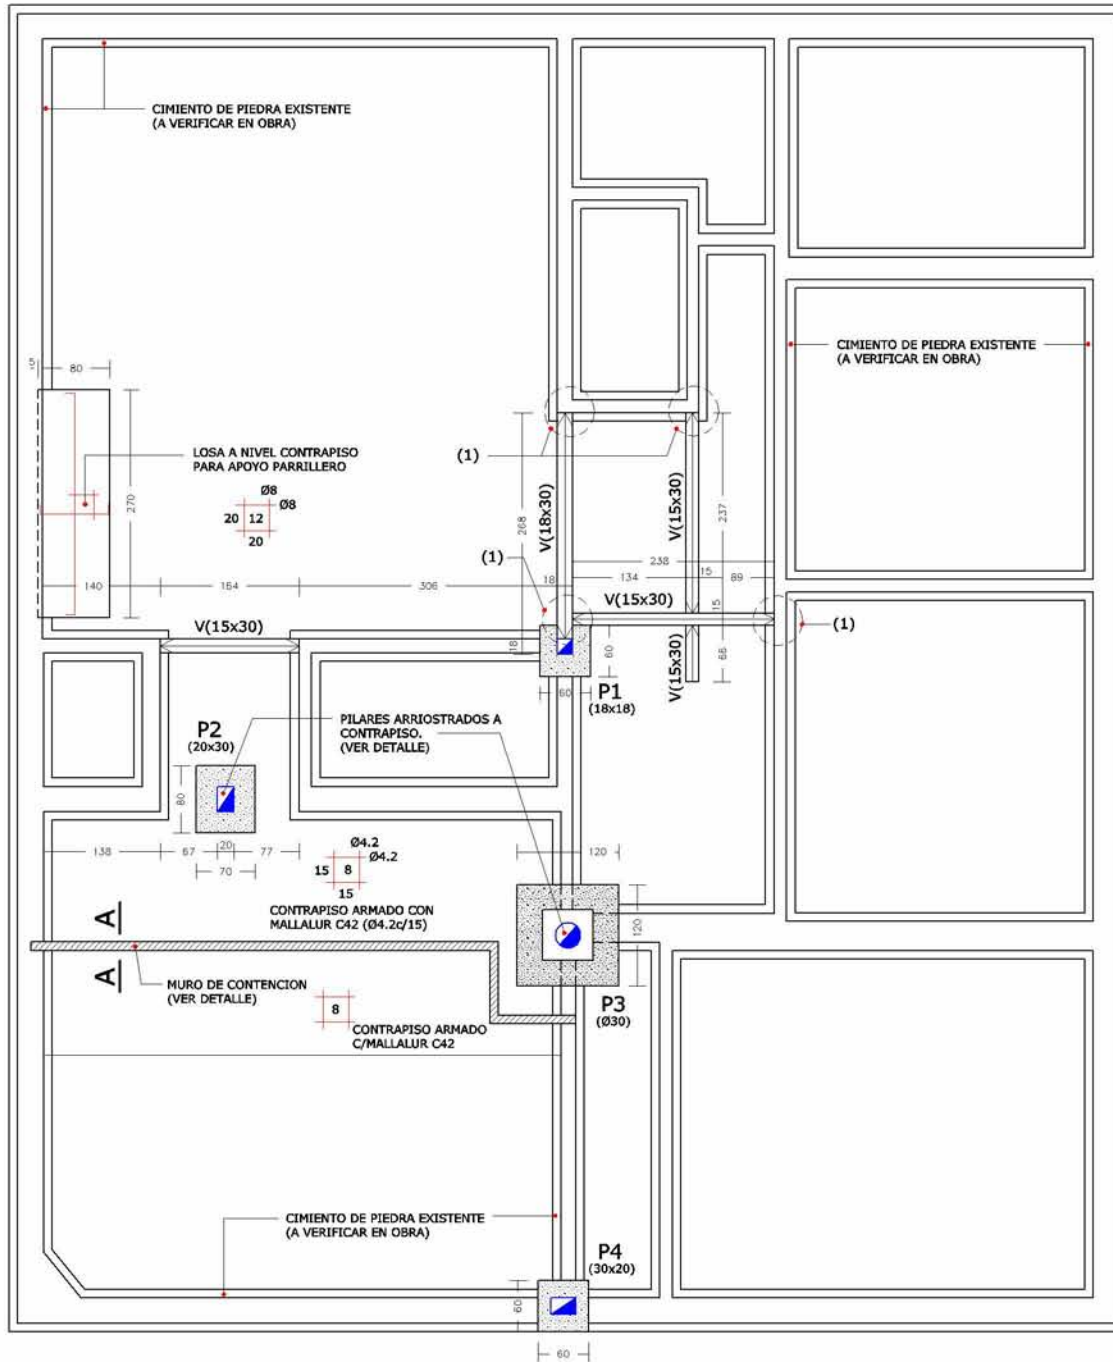 CIMIENTO DE PIEDRA EXISTENTE
(A VERIFICAR EN OBRA)
CIMIENTO DE PIEDRA EXISTENTE
(A VERIFICAR EN OBRA)
80
LOSA A NIVEL CONTRAPISO
PARA APOYO PARRILLERO
270
Ø8
Ø8
20 12
20
(1)
V(18x30)
268
V(15x30)
237
238
134
15
89
140
164
306
18
(1)
V(15x30)
15
(1)
V(15x30)
18
60
V(15x30)
66
60
P1
(18x18)
PILARES ARRIOSTRADOS A
CONTRAPISO.
(VER DETALLE)
P2
(20x30)
80
138
67
20
77
70
Ø4.2
Ø4.2
15 8
15
CONTRAPISO ARMADO CON
MALLALUR C42 (Ø4.2c/15)
120
120
A
A
MURO DE CONTENCION
(VER DETALLE)
P3
(Ø30)
8
CONTRAPISO ARMADO
C/MALLALUR C42
CIMIENTO DE PIEDRA EXISTENTE
(A VERIFICAR EN OBRA)
P4
(30x20)
60
60